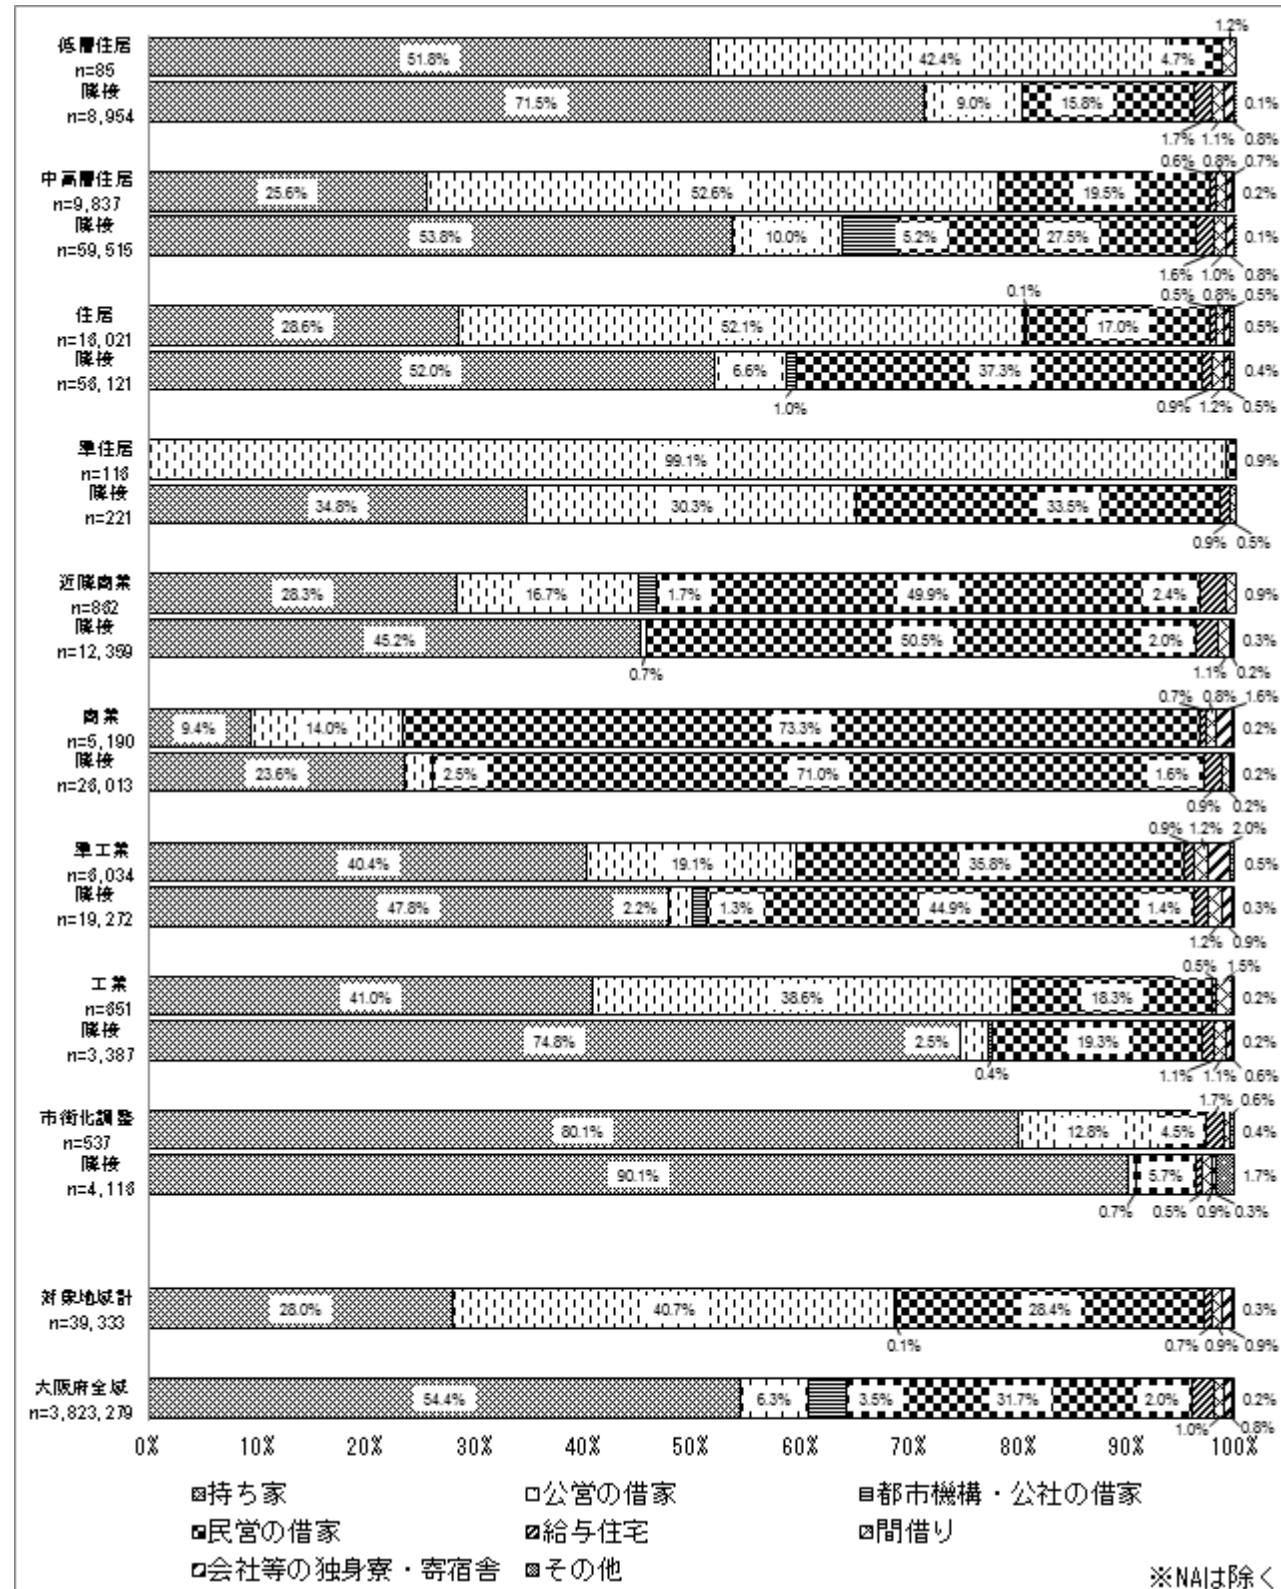 1.2%
低層住居
n=85
51.8% 42.4% 4.7%
隣接
n=8,954
71.5% 9.0% 15.8% 0.1%
1.7% 1.1% 0.8%
0.6% 0.8% 0.7%
中高層住居
n=9,837
25.6% 52.6% 19.5% 0.2%
隣接
n=59,515
53.8% 10.0% 5.2% 27.5% 0.1%
1.6% 1.0% 0.8%
0.1% 0.5% 0.8% 0.5%
住居
n=16,021
28.6% 52.1% 17.0% 0.5%
隣接
n=56,121
52.0% 6.6% 37.3% 0.4%
1.0% 0.9% 1.2% 0.5%
準住居
n=116
99.1% 0.9%
隣接
n=221
34.8% 30.3% 33.5%
0.9% 0.5%
近隣商業
n=862
28.3% 16.7% 1.7% 49.9% 2.4% 0.9%
隣接
n=12,359
45.2% 50.5% 2.0% 0.3%
0.7% 1.1% 0.2%
0.7% 0.8% 1.6%
商業
n=5,190
9.4% 14.0% 73.3% 0.2%
隣接
n=26,013
23.6% 2.5% 71.0% 1.6% 0.2%
0.9% 0.2%
0.9% 1.2% 2.0%
準工業
n=6,034
40.4% 19.1% 35.8% 0.5%
隣接
n=19,272
47.8% 2.2% 1.3% 44.9% 1.4% 0.3%
1.2% 0.9%
0.5% 1.5%
工業
n=651
41.0% 38.6% 18.3% 0.2%
隣接
n=3,387
74.8% 2.5% 19.3% 0.2%
0.4% 1.1% 1.1% 0.6%
1.7% 0.6%
市街化調整
n=537
80.1% 12.8% 4.5% 0.4%
隣接
n=4,116
90.1% 5.7% 1.7%
0.7% 0.5% 0.9% 0.3%
対象地域計
n=39,333
28.0% 40.7% 28.4% 0.3%
0.1% 0.7% 0.9% 0.9%
大阪府全域
n=3,823,279
54.4% 6.3% 3.5% 31.7% 2.0% 0.2%
1.0% 0.8%
0% 10% 20% 30% 40% 50% 60% 70% 80% 90% 100%
持ち家 公営の借家 都市機構・公社の借家
民営の借家 給与住宅 間借り
会社等の独身寮・寄宿舎 その他
※NAは除く